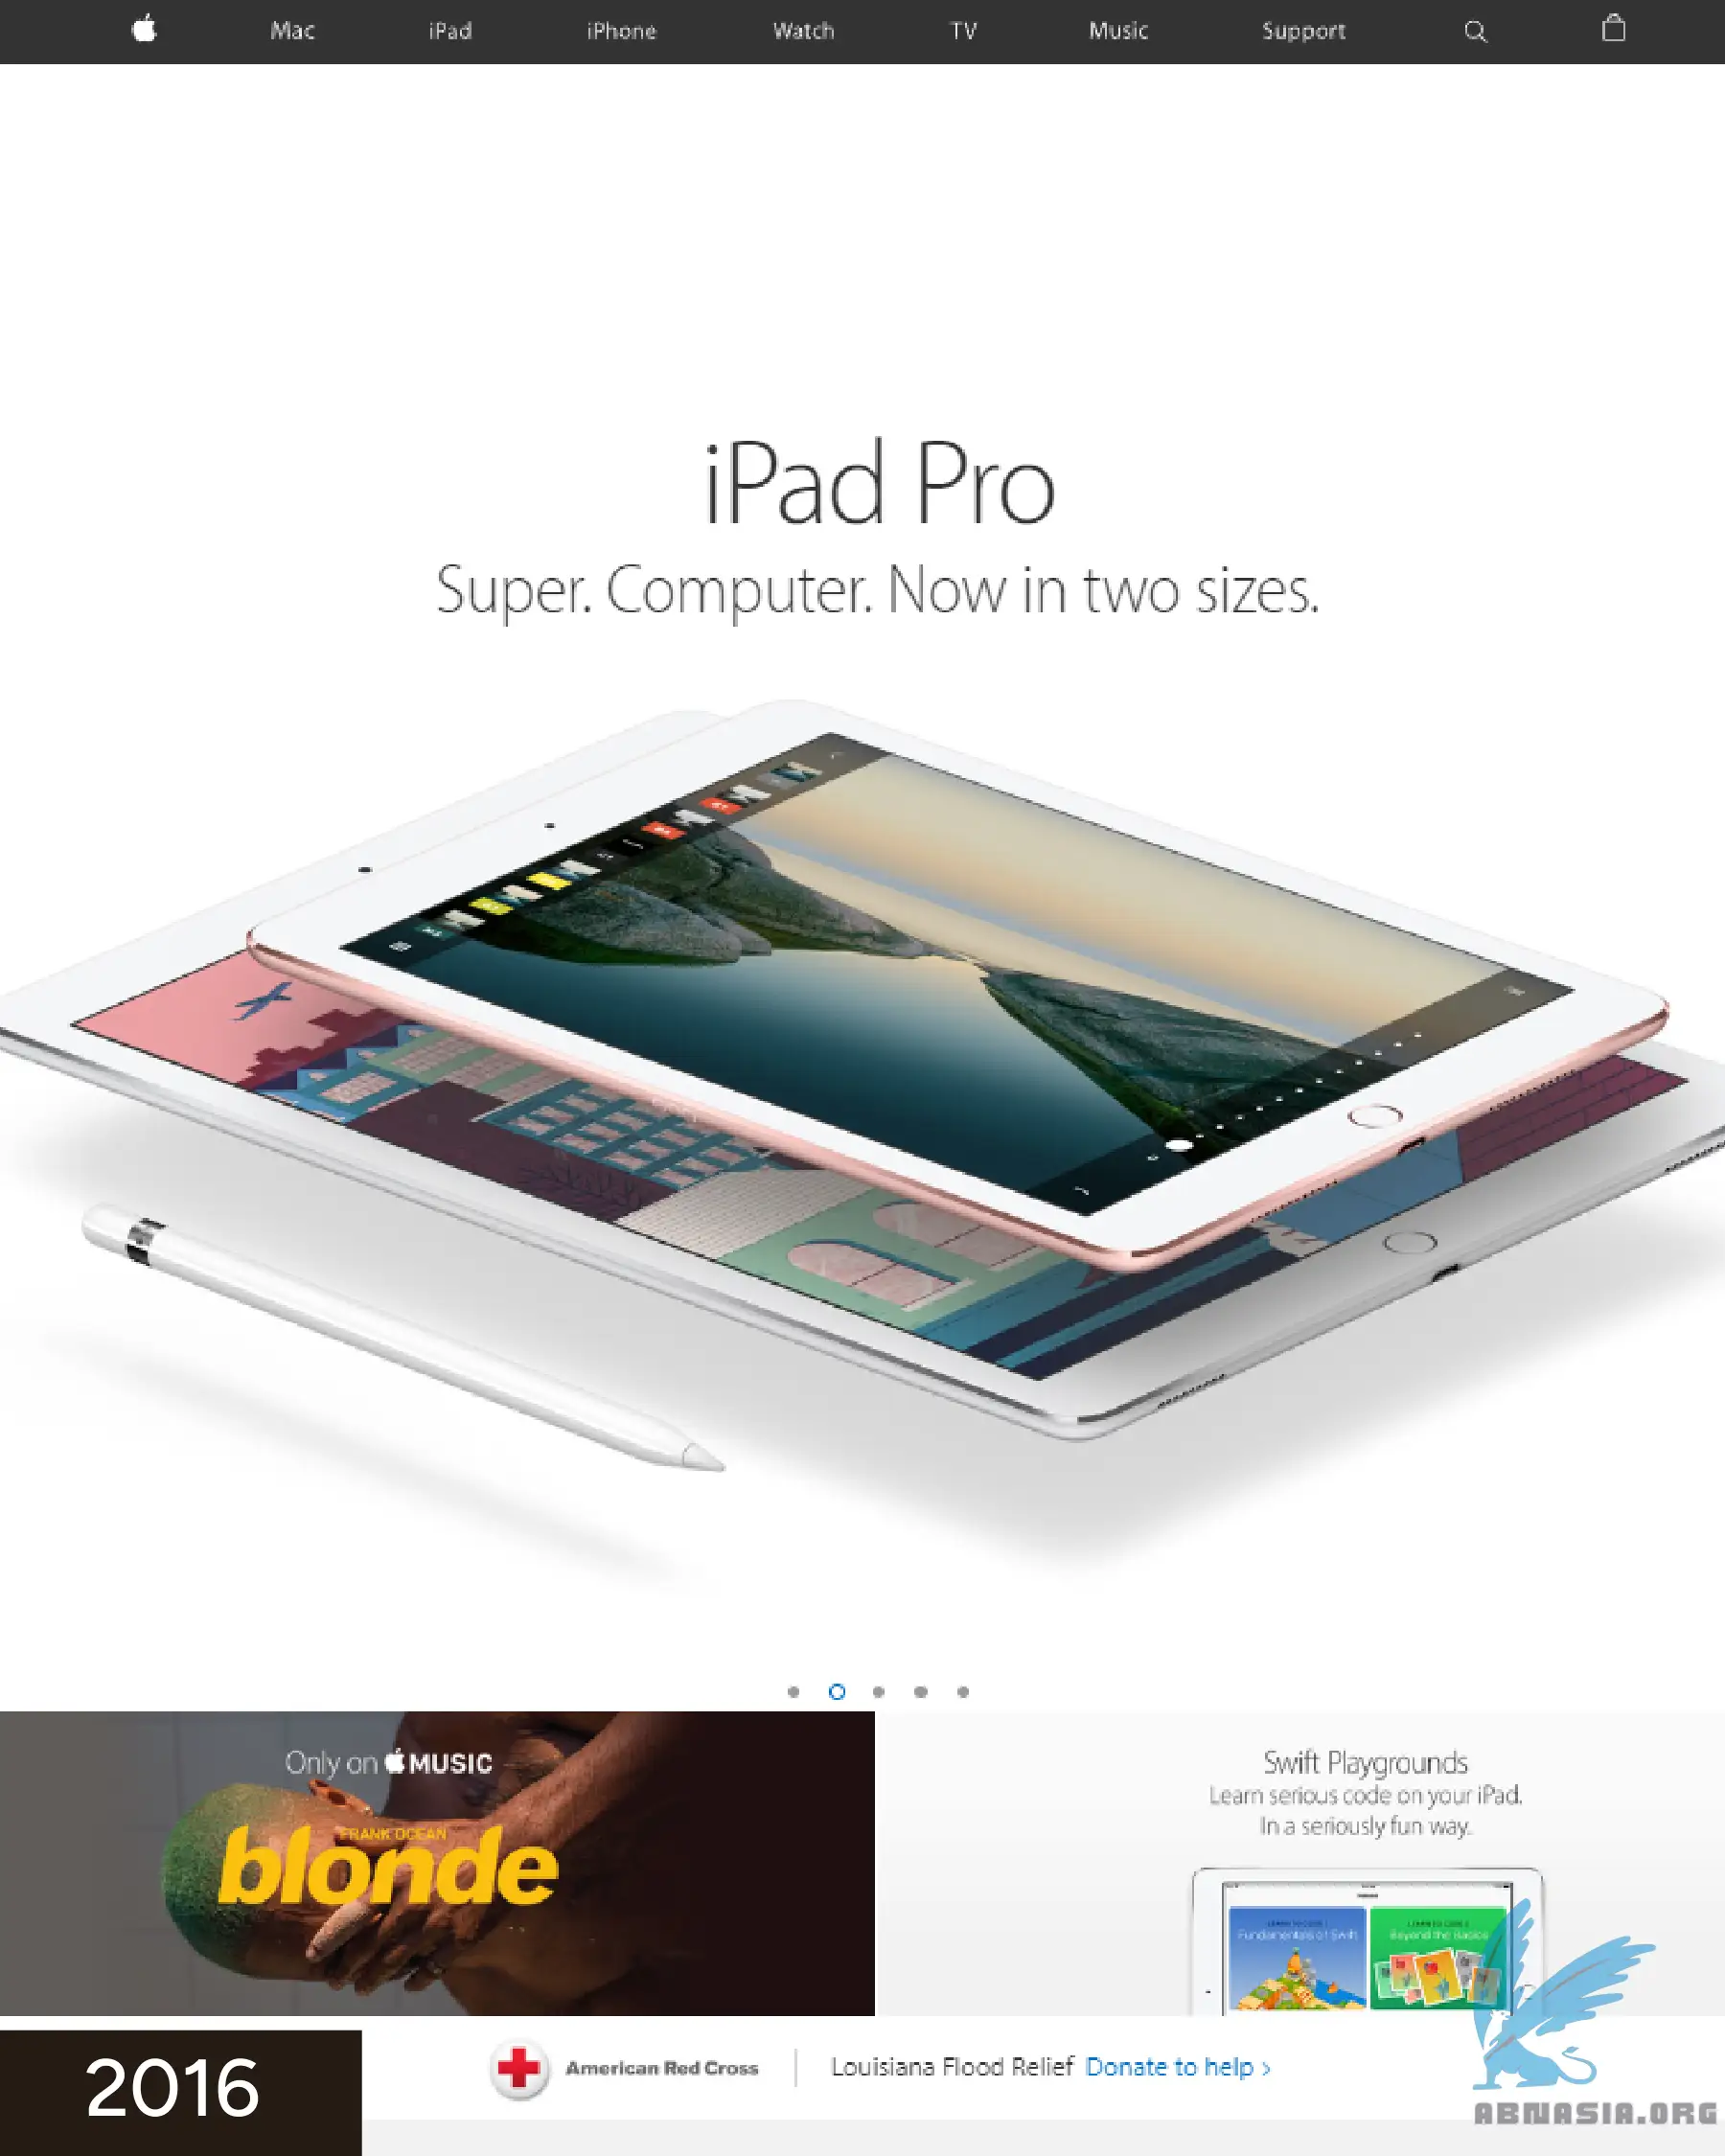 Mac iPad iPhone Watch TV Music Support
iPad Pro
Super. Computer. Now in two sizes.
Only on MUSIC
FRANK OCEAN
blonde
Swift Playgrounds
Learn serious code on your iPad.
In a seriously fun way.
Fundamentals of Swift
Beyond the Basics
2016
American Red Cross
Louisiana Flood Relief Donate to help >
ABNASIA.ORG